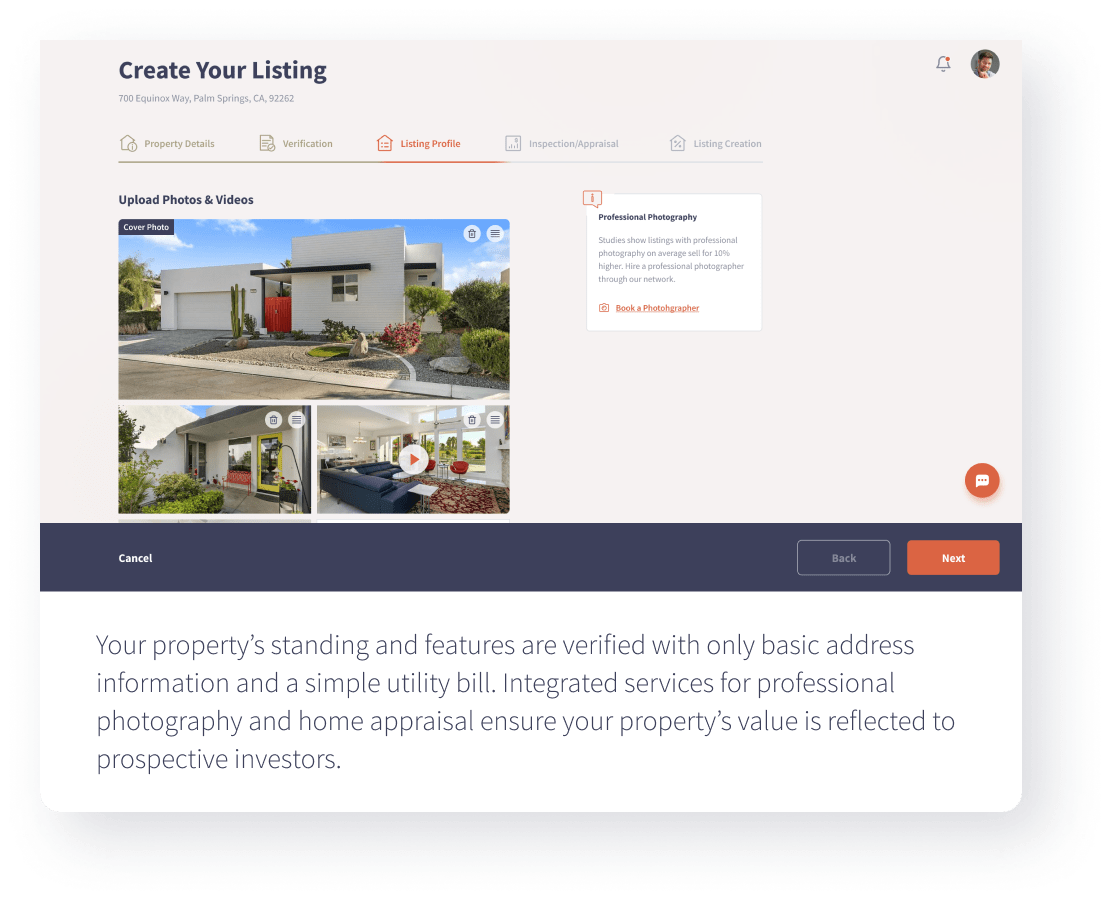 Create Your Listing
700 Equinox Way, Palm Springs, CA, 92262
Property Details
Verification
Listing Profile
Inspection/Appraisal
Listing Creation
Upload Photos & Videos
Cover Photo
Professional Photography
Studies show listings with professional
photography on average sell for 10%
higher. Hire a professional photographer
through our network.
Book a Photohgrapher
Cancel
Back
Next
Your property’s standing and features are verified with only basic address
information and a simple utility bill. Integrated services for professional
photography and home appraisal ensure your property’s value is reflected to
prospective investors.